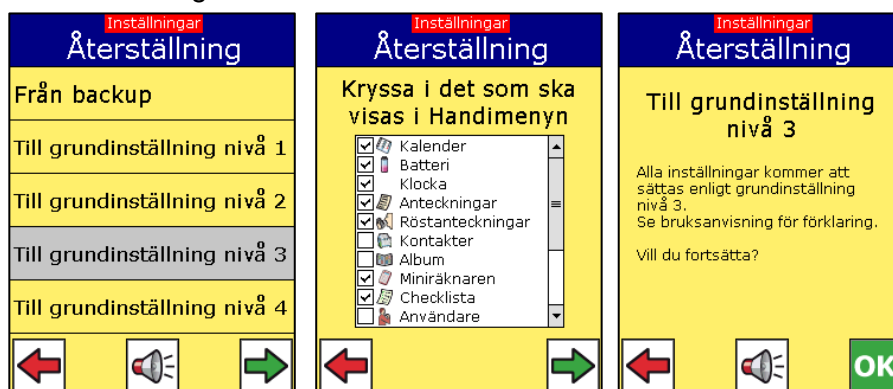 Inställningar
Återställning
Från backup
Till grundinställning nivå 1
Till grundinställning nivå 2
Till grundinställning nivå 3
Till grundinställning nivå 4
Inställningar
Återställning
Kryssa i det som ska
visas i Handimenyn
Kalender
Batteri
Klocka
Anteckningar
Röstanteckningar
Kontakter
Album
Miniräknaren
Checklista
Användare
Inställningar
Återställning
Till grundinställning
nivå 3
Alla inställningar kommer att
sättas enligt grundinställning
nivå 3.
Se bruksanvisning för förklaring.
Vill du fortsätta?
OK